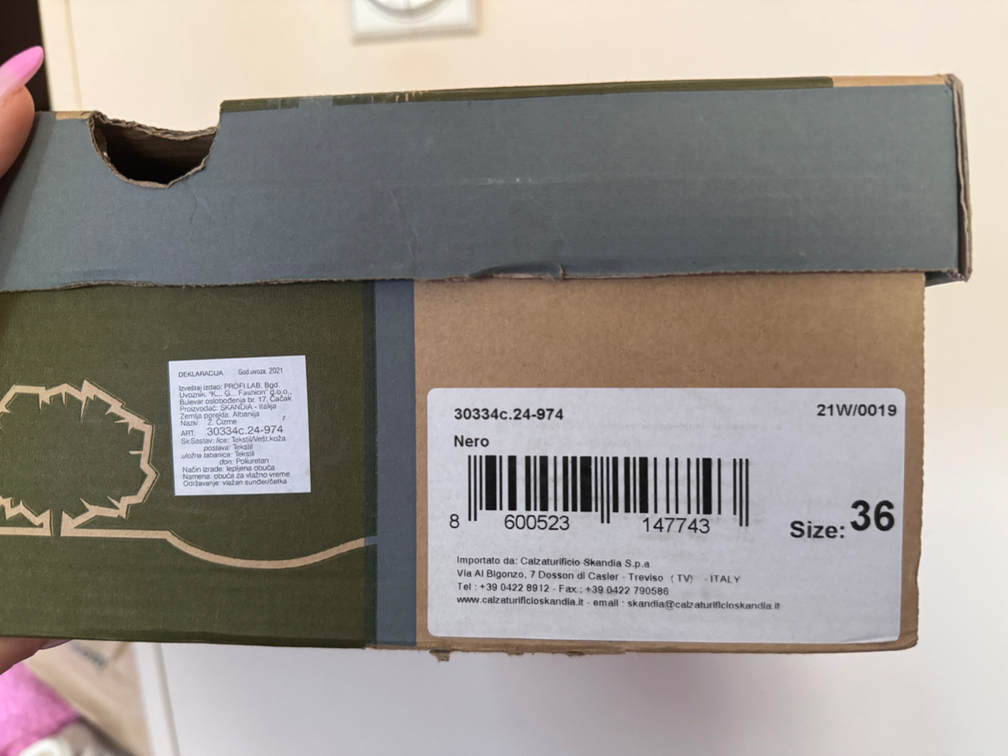 DEKLARACIJA God.uvoza: 2021
Izveštaj izdao: PROFI LAB, Bgd.
Uvoznik: "K... G... Fashion" d.o.o.,
Bulevar oslobođenja br. 17, Čačak
Proizvođač: SKANDIA - Italija
Zemlja porekla: Albanija
Naziv: Ž. Čizme
ART. 30334c.24-974
Sir.Sastav: lice: Tekstil/Vešt.koža
postava: Tekstil
uložna tabanica: Tekstil
đon: Poliuretan
Način izrade: lepljena obuća
Namena: obuća za vlažno vreme
Održavanje: vlažan sunđer/četka
30334c.24-974 21W/0019
Nero
8 600523 147743
Size: 36
Importato da: Calzaturificio Skandia S.p.a
Via Al Bigonzo, 7 Dosson di Casier - Treviso (TV) - ITALY
Tel : +39 0422 8912 - Fax : +39 0422 790586
www.calzaturificioskandia.it - email : skandia@calzaturificioskandia.it